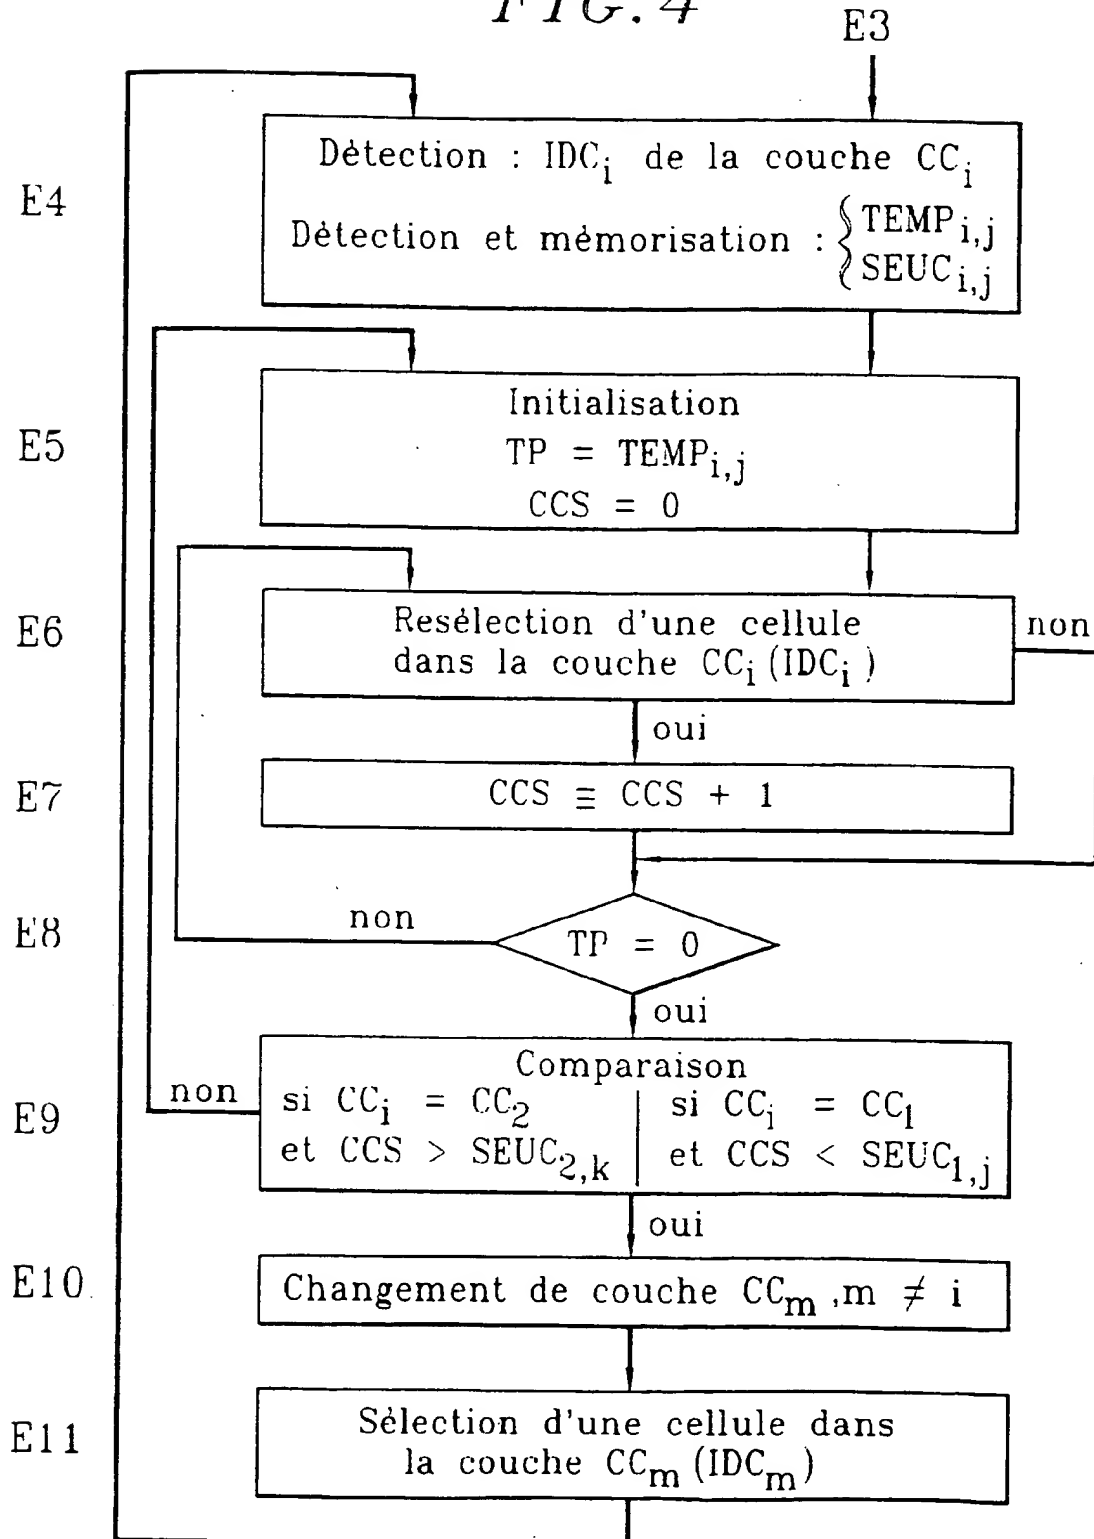 FIG. 4
E3
E4
Détection : IDC_i de la couche CC_i
Détection et mémorisation : { TEMP_i,j
SEUC_i,j
E5
Initialisation
TP = TEMP_i,j
CCS = 0
E6
Resélection d'une cellule
dans la couche CC_i (IDC_i)
non
oui
E7
CCS ≡ CCS + 1
E8
non
TP = 0
oui
E9
non
Comparaison
si CC_i = CC_2 | si CC_i = CC_1
et CCS > SEUC_2,k | et CCS < SEUC_1,j
oui
E10
Changement de couche CC_m ,m ≠ i
E11
Sélection d'une cellule dans
la couche CC_m (IDC_m)